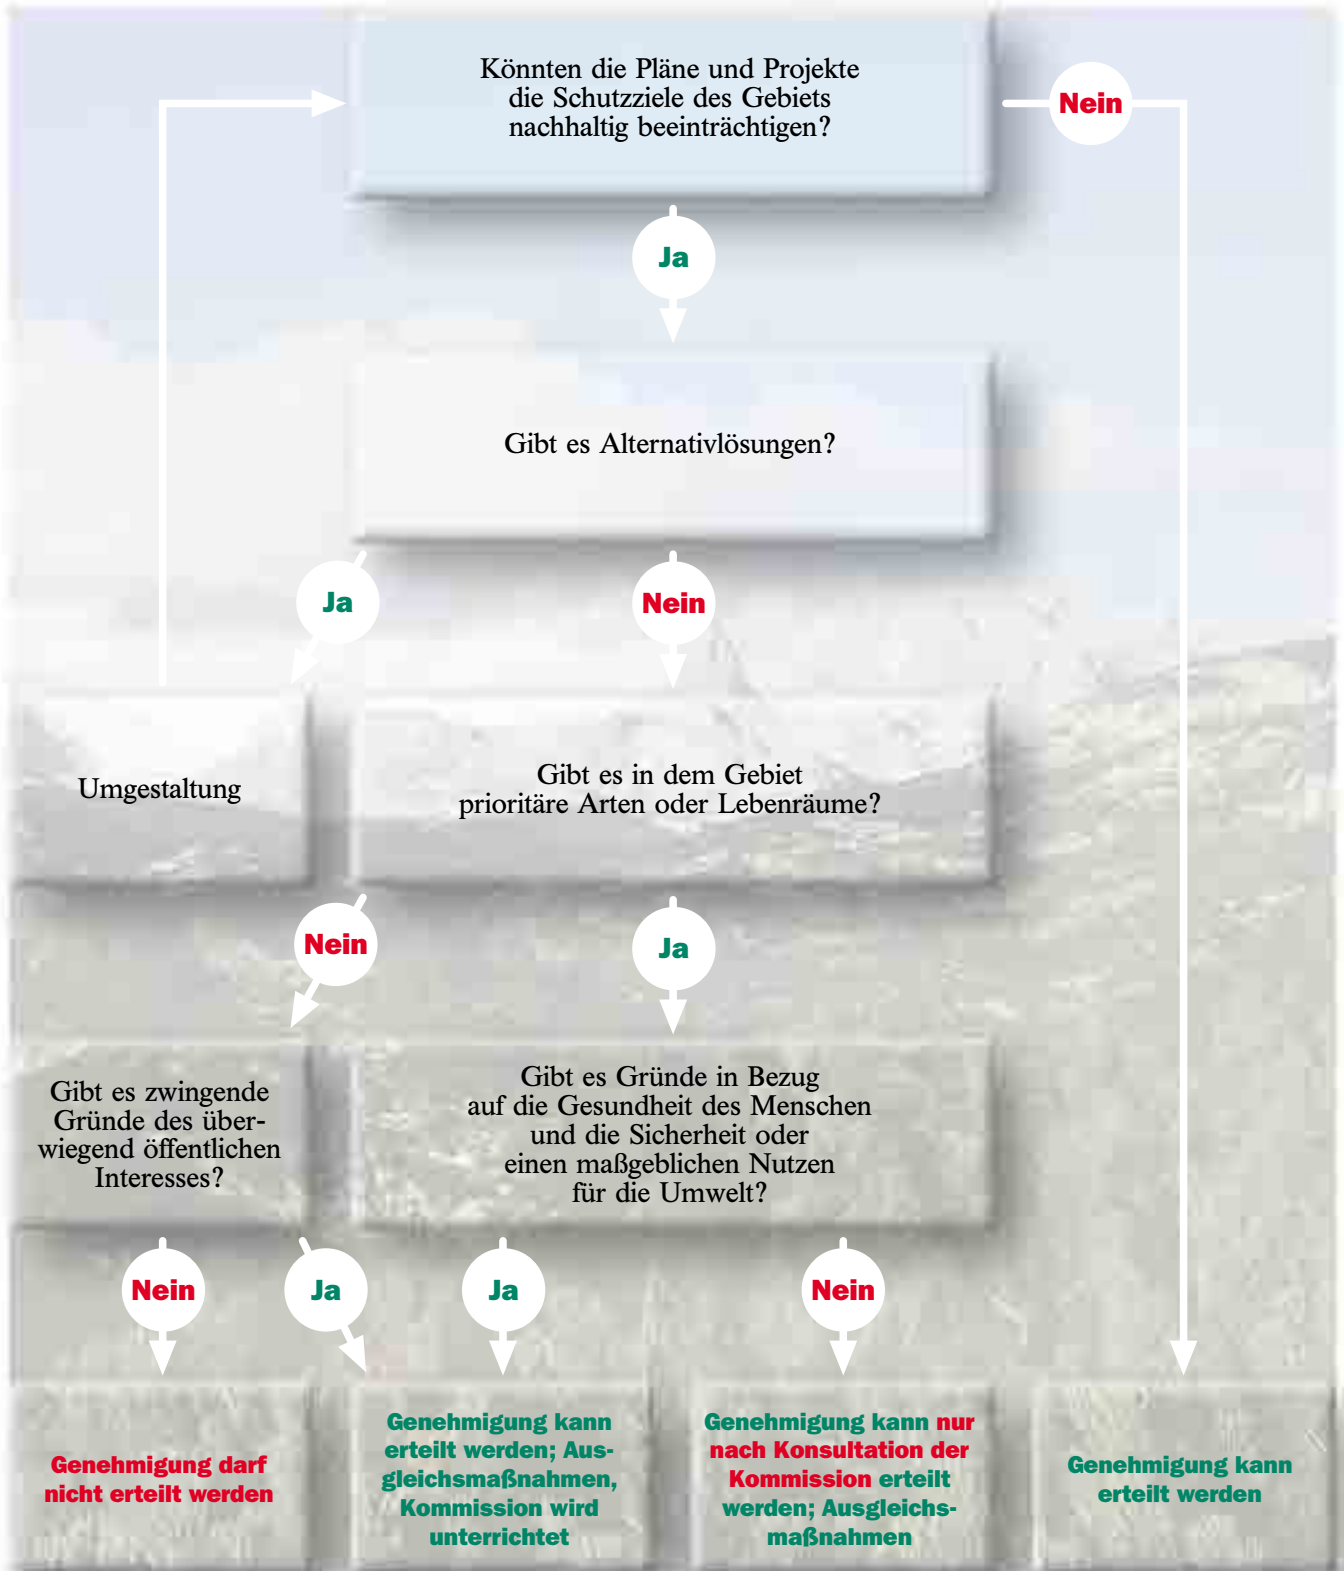 Könnten die Pläne und Projekte
die Schutzziele des Gebiets
nachhaltig beeinträchtigen?
Nein
Ja
Gibt es Alternativlösungen?
Ja
Nein
Umgestaltung
Gibt es in dem Gebiet
prioritäre Arten oder Lebenräume?
Nein
Ja
Gibt es zwingende
Gründe des über-
wiegend öffentlichen
Interesses?
Gibt es Gründe in Bezug
auf die Gesundheit des Menschen
und die Sicherheit oder
einen maßgeblichen Nutzen
für die Umwelt?
Nein
Ja
Ja
Nein
Genehmigung darf
nicht erteilt werden
Genehmigung kann
erteilt werden; Aus-
gleichsmaßnahmen,
Kommission wird
unterrichtet
Genehmigung kann nur
nach Konsultation der
Kommission erteilt
werden; Ausgleichs-
maßnahmen
Genehmigung kann
erteilt werden